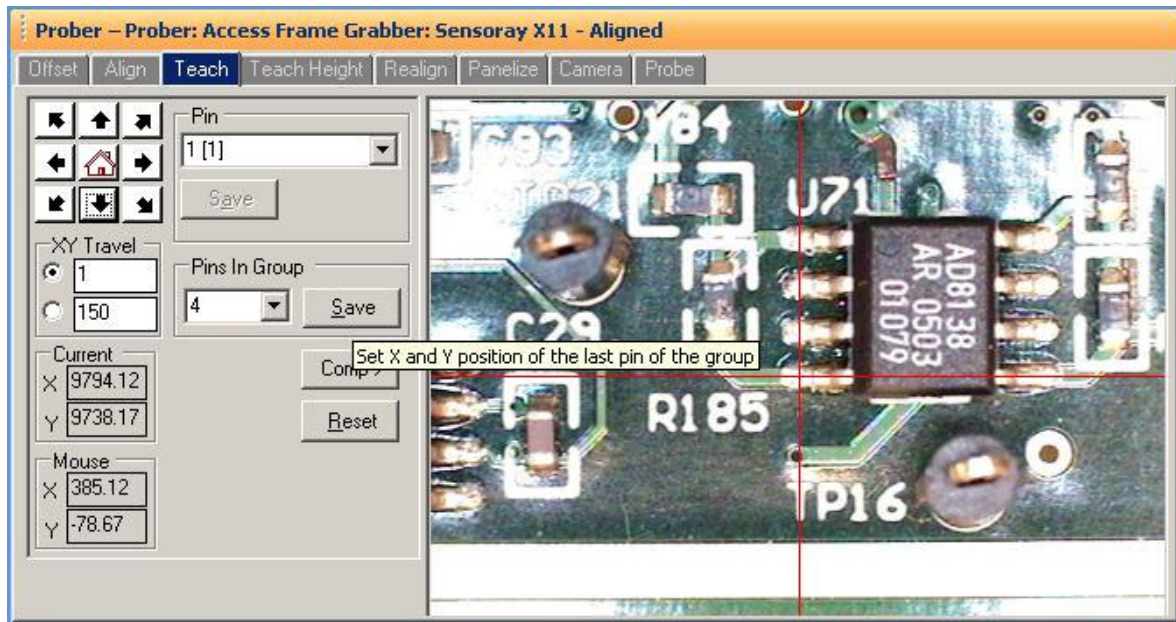 Prober – Prober: Access Frame Grabber: Sensoray X11 - Aligned
Offset Align Teach Teach Height Realign Panelize Camera Probe
Pin
1 [1]
Save
XY Travel
1
150
Pins In Group
4 Save
Set X and Y position of the last pin of the group
Current
X 9794.12
Y 9738.17
Reset
Mouse
X 385.12
Y -78.67
C93
184
U71
AD8138
AR 0503
01079
C29
R185
TP16